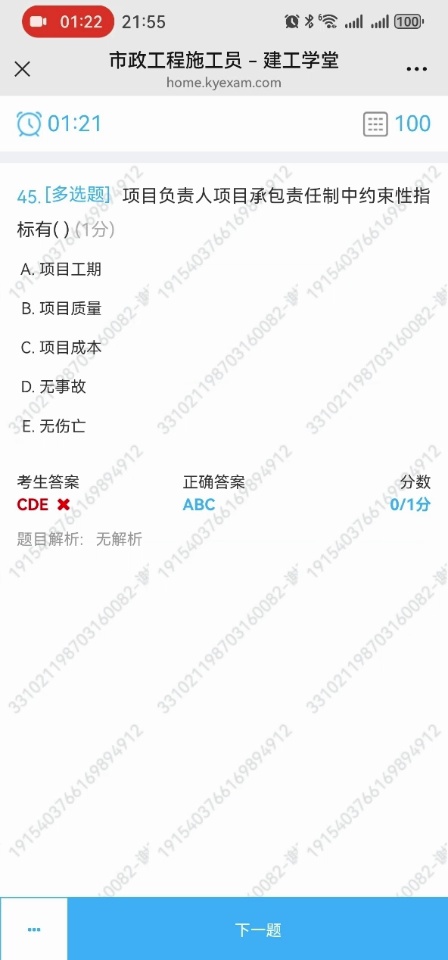 01:22 21:55 100
市政工程施工员 – 建工学堂
home.kyexam.com
01:21 100
45. [多选题] 项目负责人项目承包责任制中约束性指
标有( ) (1分)
A. 项目工期
B. 项目质量
C. 项目成本
D. 无事故
E. 无伤亡
考生答案 正确答案 分数
CDE ABC 0/1分
题目解析: 无解析
下一题